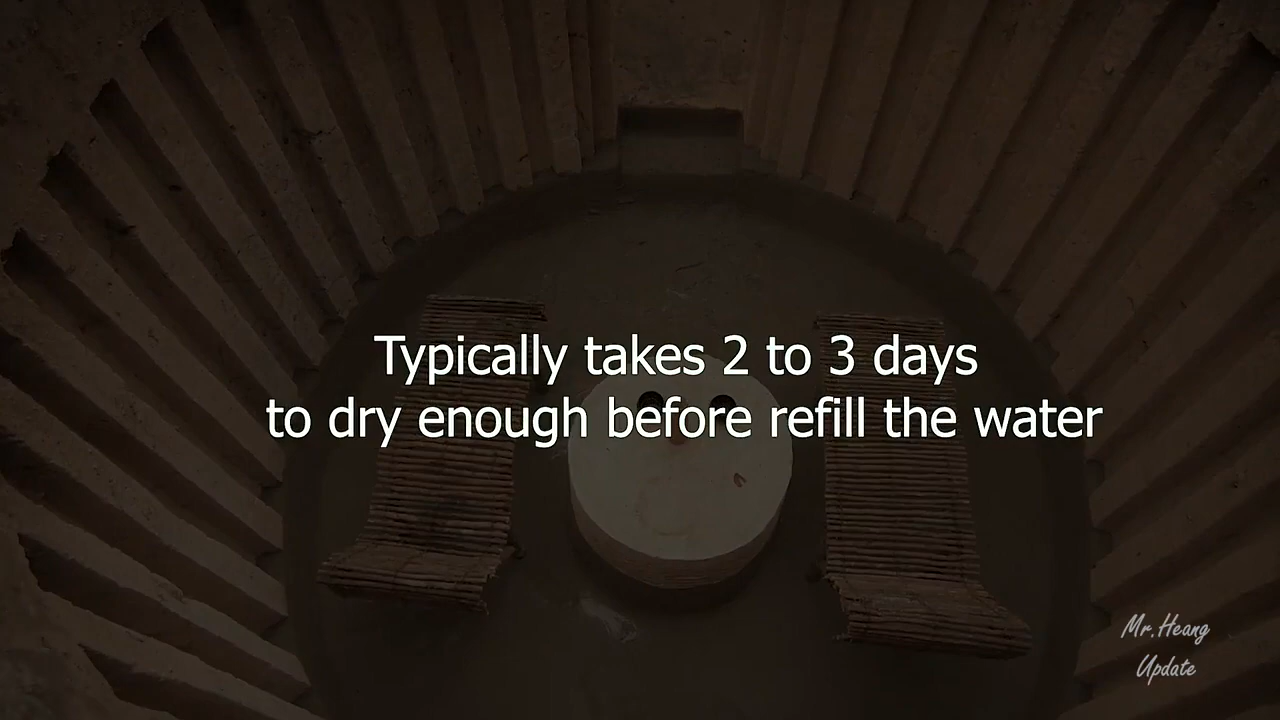 Typically takes 2 to 3 days
to dry enough before refill the water
Mr.Heang
Update